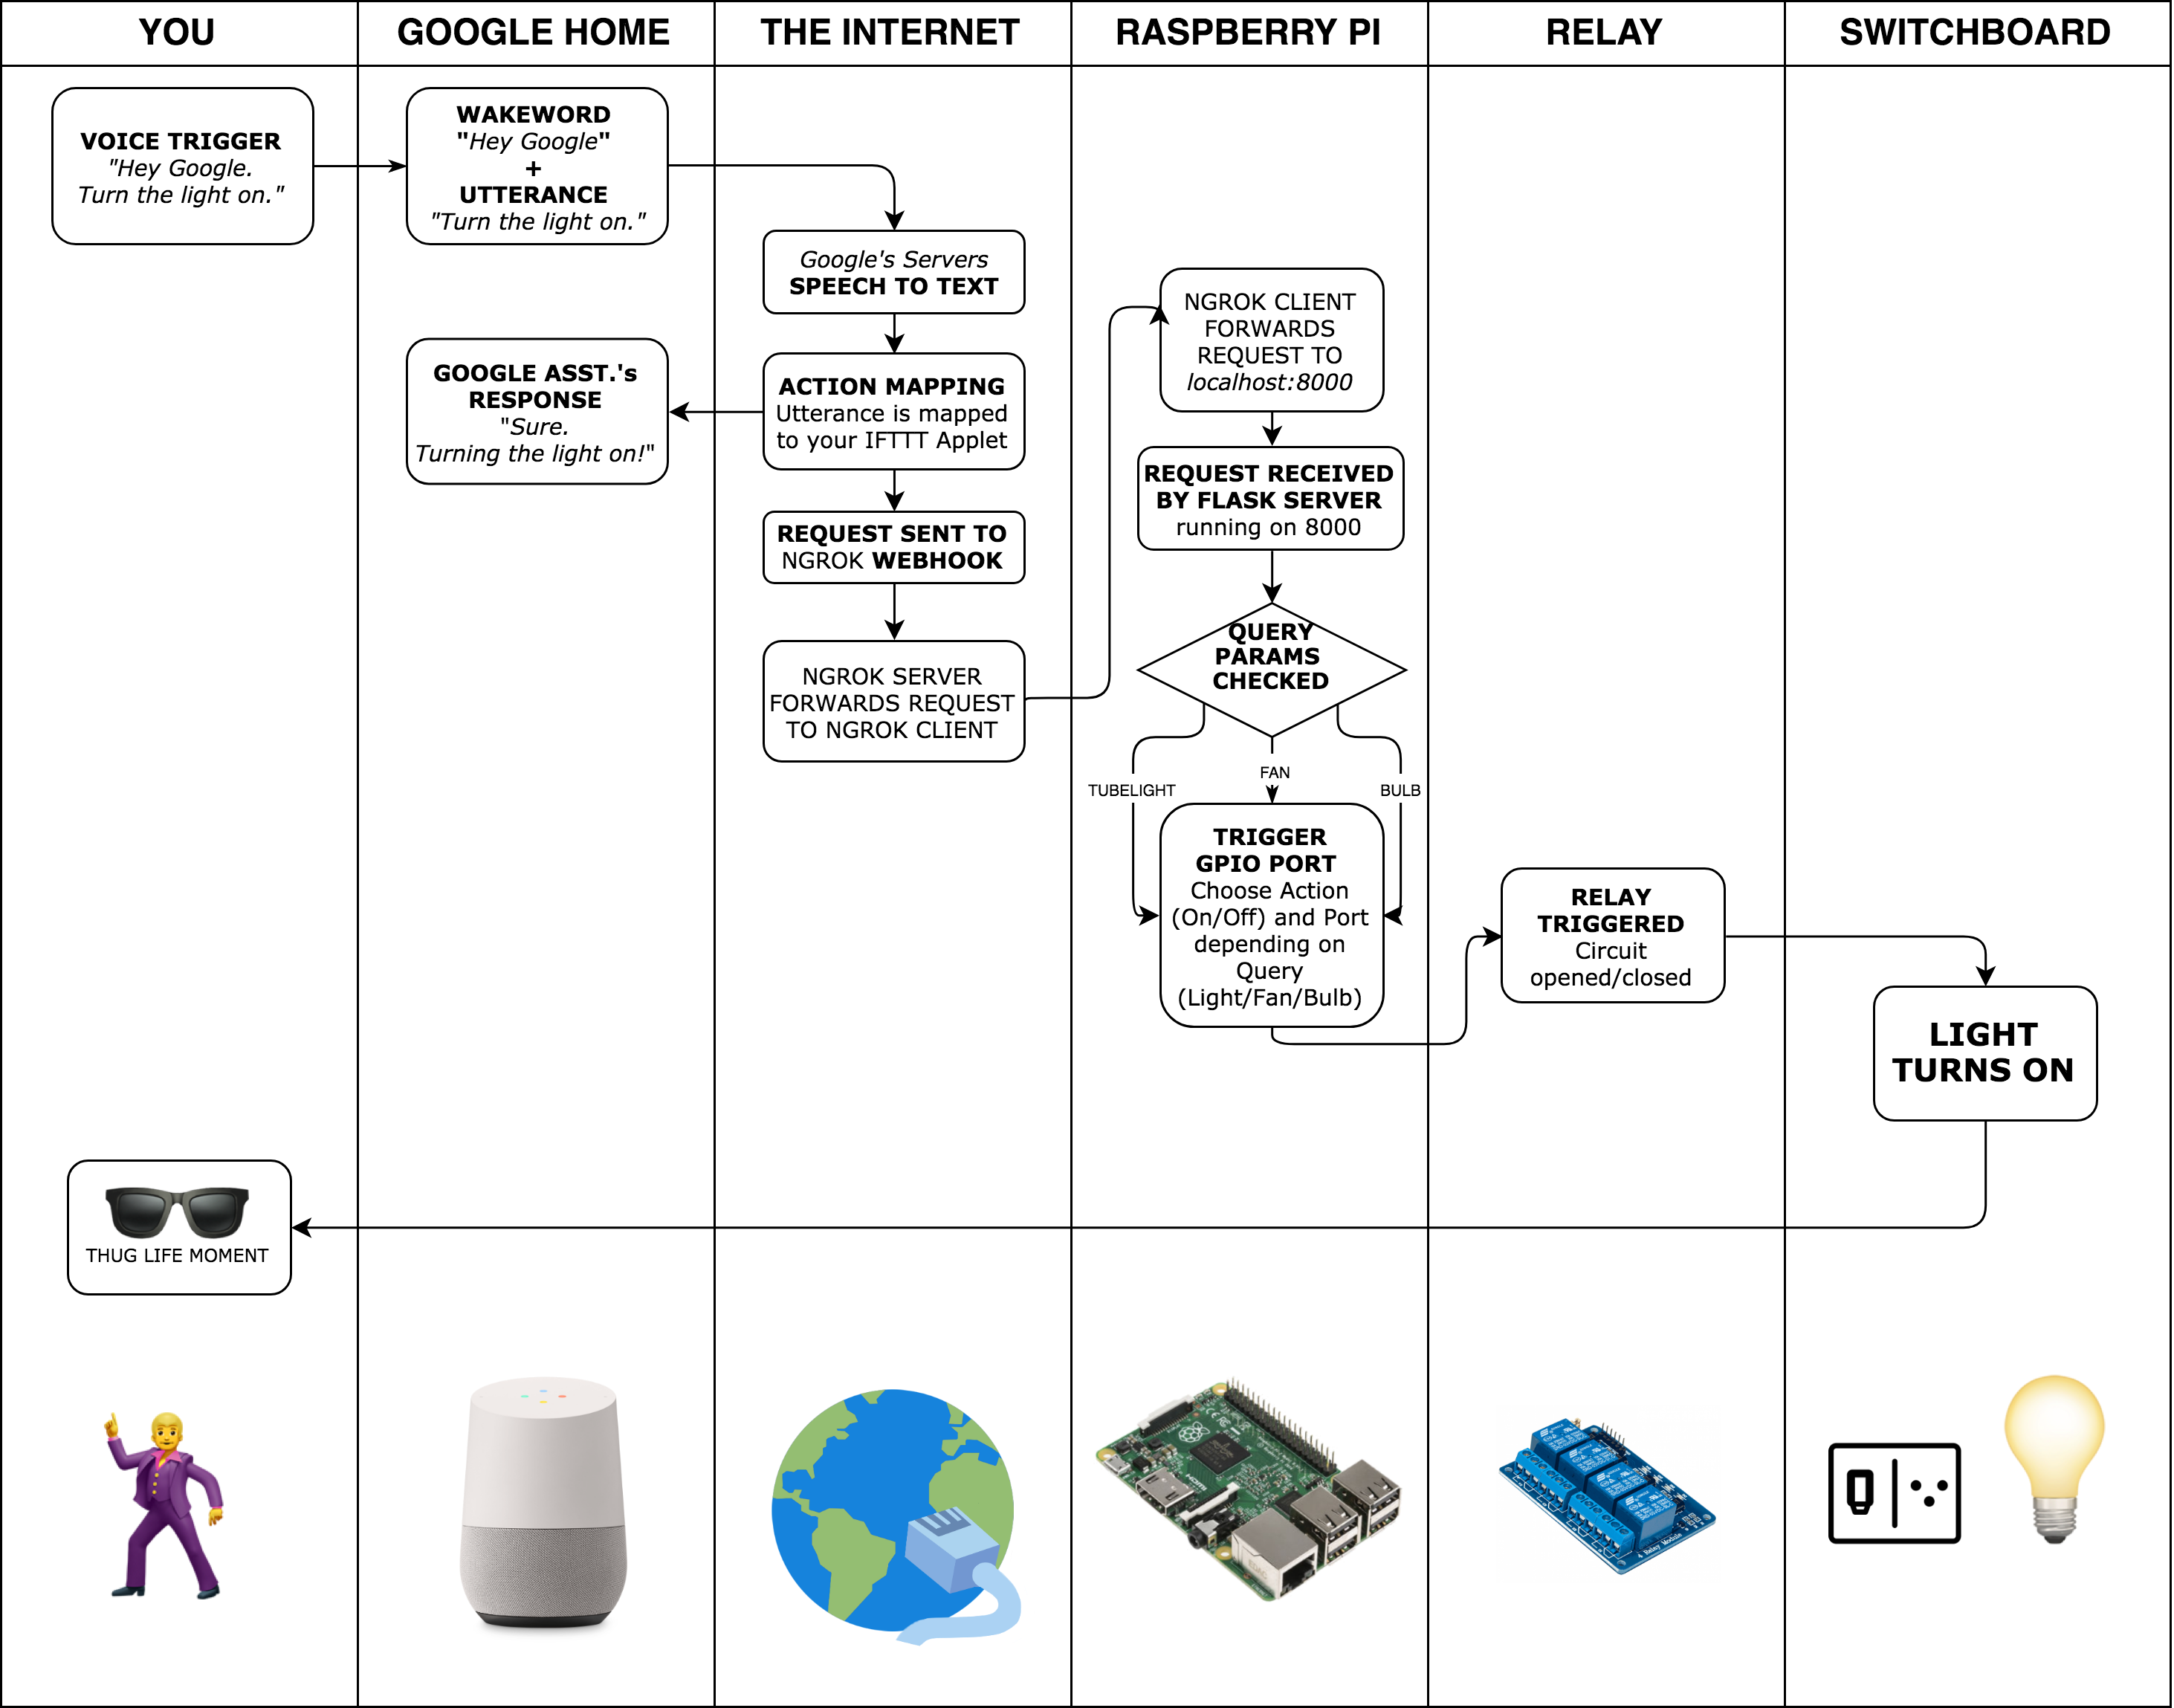 YOU
GOOGLE HOME
THE INTERNET
RASPBERRY PI
RELAY
SWITCHBOARD
VOICE TRIGGER
"Hey Google.
Turn the light on."
WAKEWORD
"Hey Google"
+
UTTERANCE
"Turn the light on."
Google's Servers
SPEECH TO TEXT
ACTION MAPPING
Utterance is mapped
to your IFTTT Applet
GOOGLE ASST.'s
RESPONSE
"Sure.
Turning the light on!"
REQUEST SENT TO
NGROK WEBHOOK
NGROK SERVER
FORWARDS REQUEST
TO NGROK CLIENT
NGROK CLIENT
FORWARDS
REQUEST TO
localhost:8000
REQUEST RECEIVED
BY FLASK SERVER
running on 8000
QUERY
PARAMS
CHECKED
TUBELIGHT
FAN
BULB
TRIGGER
GPIO PORT
Choose Action
(On/Off) and Port
depending on
Query
(Light/Fan/Bulb)
RELAY
TRIGGERED
Circuit
opened/closed
LIGHT
TURNS ON
THUG LIFE MOMENT
4 Relay Module